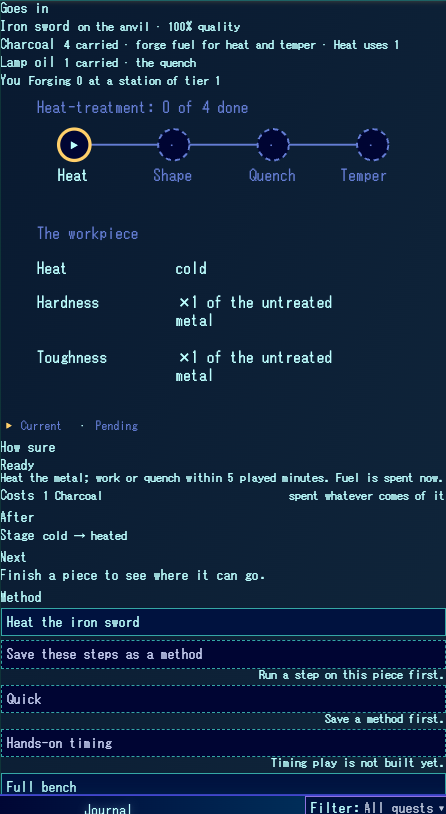 Goes in
Iron sword on the anvil · 100% quality
Charcoal 4 carried · forge fuel for heat and temper · Heat uses 1
Lamp oil 1 carried · the quench
You Forging 0 at a station of tier 1
Heat-treatment: 0 of 4 done
Heat Shape Quench Temper
The workpiece
Heat cold
Hardness ×1 of the untreated
metal
Toughness ×1 of the untreated
metal
▶ Current · Pending
How sure
Ready
Heat the metal; work or quench within 5 played minutes. Fuel is spent now.
Costs 1 Charcoal spent whatever comes of it
After
Stage cold → heated
Next
Finish a piece to see where it can go.
Method
Heat the iron sword
Save these steps as a method
Run a step on this piece first.
Quick
Save a method first.
Hands-on timing
Timing play is not built yet.
Full bench
Journal
Filter: All quests ▾